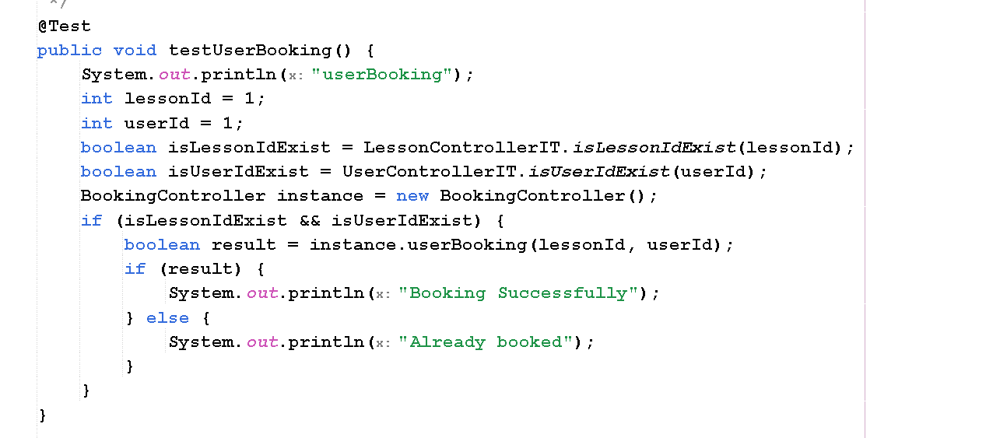 */
@Test
public void testUserBooking() {
System.out.println(x: "userBooking");
int lessonId = 1;
int userId = 1;
boolean isLessonIdExist = LessonControllerIT.isLessonIdExist(lessonId);
boolean isUserIdExist = UserControllerIT.isUserIdExist(userId);
BookingController instance = new BookingController();
if (isLessonIdExist && isUserIdExist) {
boolean result = instance.userBooking(lessonId, userId);
if (result) {
System.out.println(x: "Booking Successfully");
} else {
System.out.println(x: "Already booked");
}
}
}